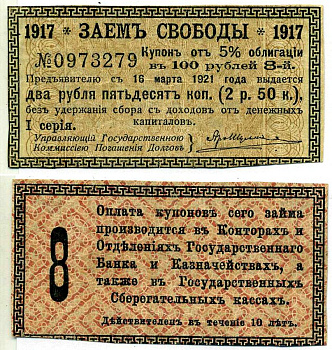 1917 * ЗАЕМЪ СВОБОДЫ * 1917
№0973279 Купонъ отъ 5% облигаціи
въ 100 рублей 8-й.
Предъявителю съ 16 марта 1921 года выдается
два рубля пятьдесятъ коп. (2 р. 50 к.),
безъ удержанія сбора съ доходовъ отъ денежныхъ
капиталовъ.
I серія.
Управляющій Государственною
Коммиссіею Погашенія Долговъ
8
Оплата купоновъ сего займа
производится въ Конторахъ и
Отдѣленіяхъ Государственнаго
Банка и Казначействахъ, а
также въ Государственныхъ
Сберегательныхъ кассахъ.
Дѣйствителенъ въ теченіе 10 лѣтъ.